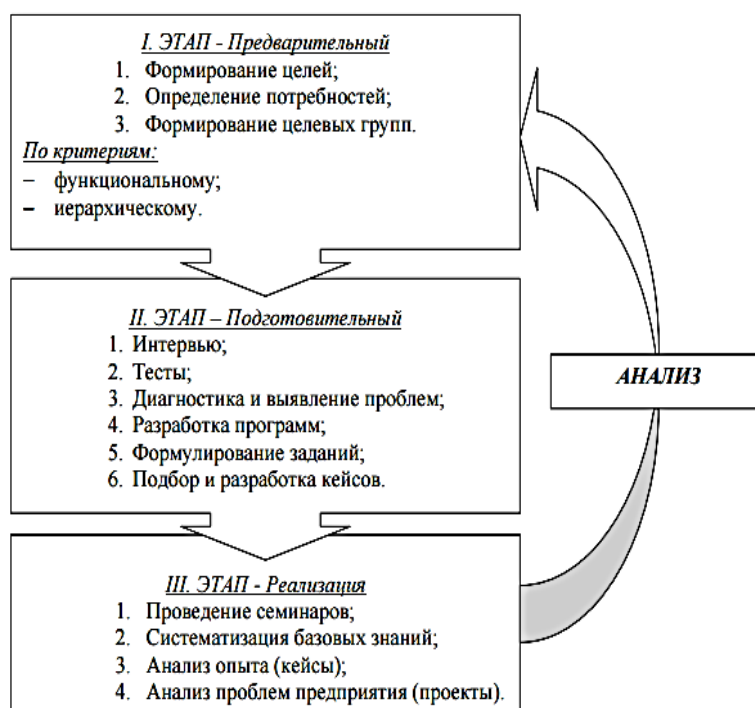 I. ЭТАП - Предварительный
1. Формирование целей;
2. Определение потребностей;
3. Формирование целевых групп.
По критериям:
– функциональному;
– иерархическому.
II. ЭТАП – Подготовительный
1. Интервью;
2. Тесты;
3. Диагностика и выявление проблем;
4. Разработка программ;
5. Формулирование заданий;
6. Подбор и разработка кейсов.
АНАЛИЗ
III. ЭТАП - Реализация
1. Проведение семинаров;
2. Систематизация базовых знаний;
3. Анализ опыта (кейсы);
4. Анализ проблем предприятия (проекты).